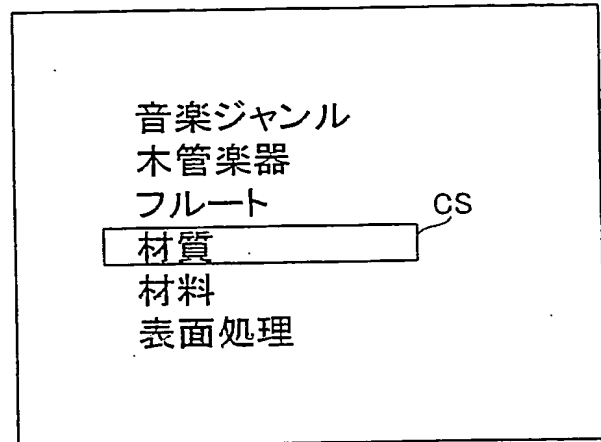 音楽ジャンル
木管楽器
フルート
CS
材質
材料
表面処理